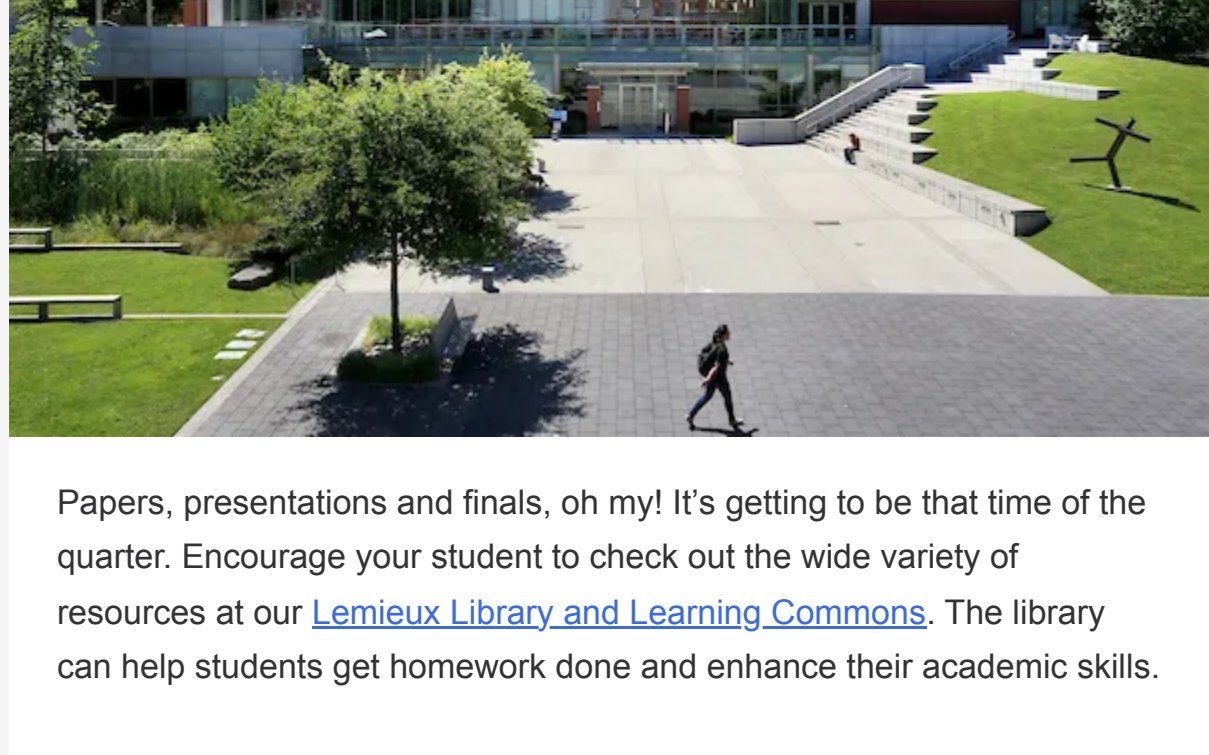 Papers, presentations and finals, oh my! It’s getting to be that time of the
quarter. Encourage your student to check out the wide variety of
resources at our Lemieux Library and Learning Commons. The library
can help students get homework done and enhance their academic skills.